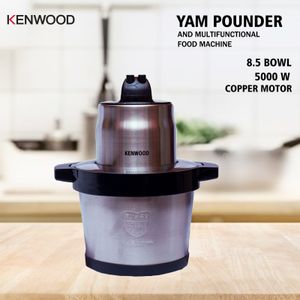 KENWOOD
YAM POUNDER
AND MULTIFUNCTIONAL
FOOD MACHINE
8.5 BOWL
5000 W
COPPER MOTOR
KENWOOD